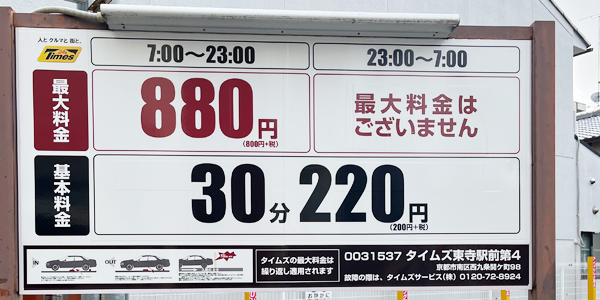 人と クルマと 街と。
Times
7:00〜23:00
23:00〜7:00
最大料金
880円
(800円+税)
最大料金は
ございません
基本料金
30分 220円
(200円+税)
IN
OUT
タイムズの最大料金は
繰り返し適用されます
0031537 タイムズ東寺駅前第4
京都市南区西九条開ケ町98
故障の際は、タイムズサービス(株) 0120-72-8924